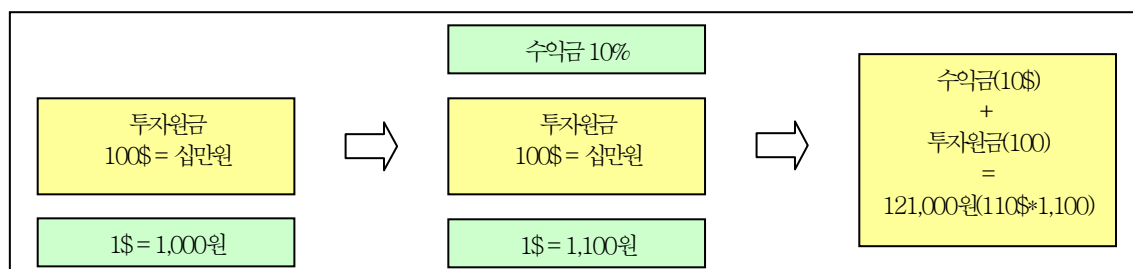 투자원금
100$ = 십만원
1$ = 1,000원
수익금 10%
투자원금
100$ = 십만원
1$ = 1,100원
수익금(10$)
+
투자원금(100)
=
121,000원(110$*1,100)